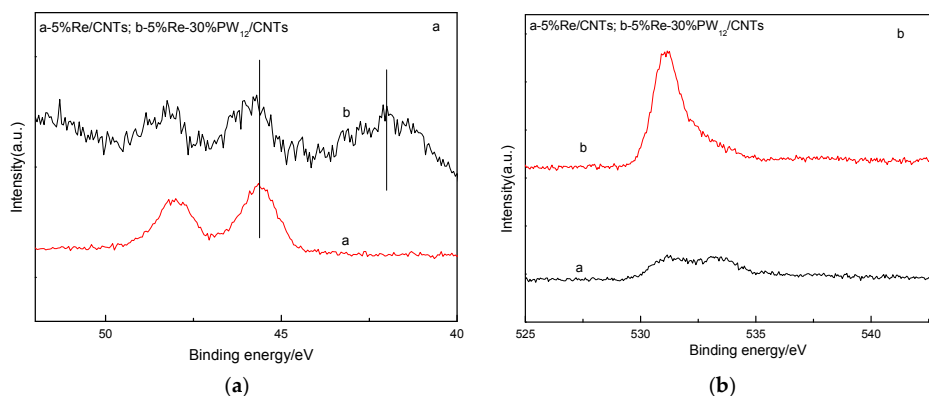 a-5%Re/CNTs; b-5%Re-30%PW12/CNTs
a
b
a
Intensity(a.u.)
50
45
40
Binding energy/eV
(a)
a-5%Re/CNTs; b-5%Re-30%PW12/CNTs
b
b
a
Intensity(a.u.)
525
530
535
540
Binding energy/eV
(b)